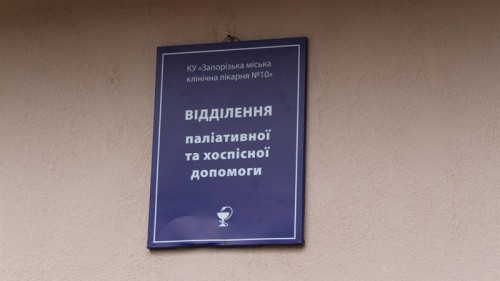 КУ «Запорізька міська
клінічна лікарня №10»
ВІДДІЛЕННЯ
паліативної
та хоспісної
допомоги